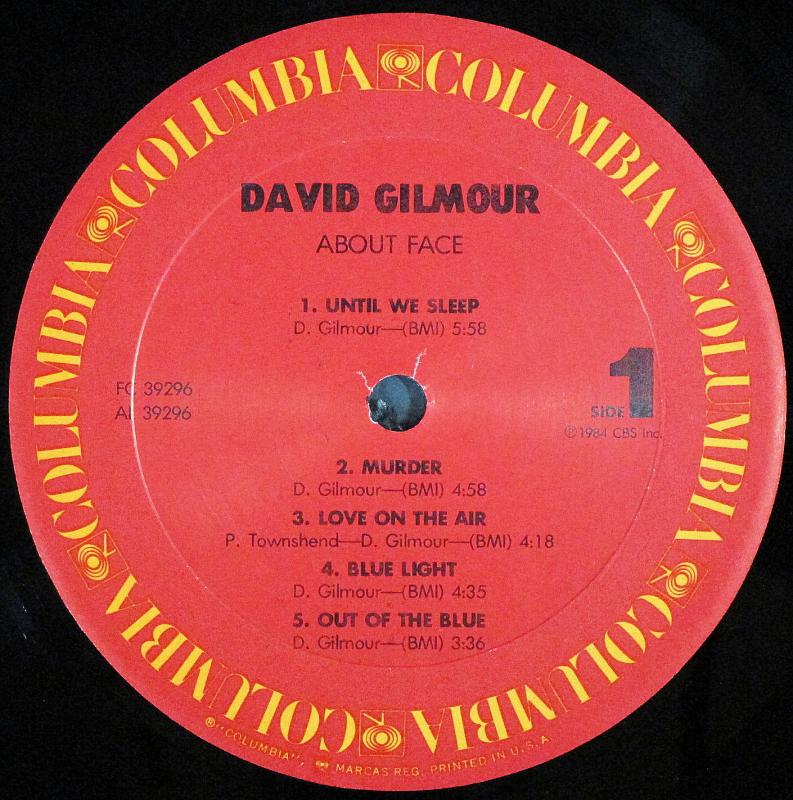 COLUMBIA COLUMBIA COLUMBIA COLUMBIA COLUMBIA COLUMBIA COLUMBIA COLUMBIA
DAVID GILMOUR
ABOUT FACE
1. UNTIL WE SLEEP
D. Gilmour—(BMI) 5:58
FC 39296
AL 39296
SIDE 1
℗1984 CBS Inc.
2. MURDER
D. Gilmour—(BMI) 4:58
3. LOVE ON THE AIR
P. Townshend—D. Gilmour—(BMI) 4:18
4. BLUE LIGHT
D. Gilmour—(BMI) 4:35
5. OUT OF THE BLUE
D. Gilmour—(BMI) 3:36
®"COLUMBIA", MARCAS REG. PRINTED IN U.S.A.